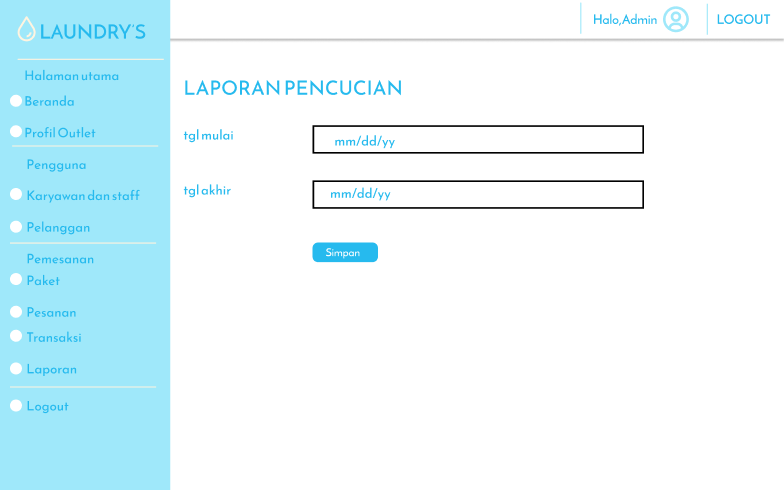 LAUNDRY'S
Halo,Admin
LOGOUT
Halaman utama
Beranda
Profil Outlet
Pengguna
Karyawan dan staff
Pelanggan
Pemesanan
Paket
Pesanan
Transaksi
Laporan
Logout
LAPORAN PENCUCIAN
tgl mulai
mm/dd/yy
tgl akhir
mm/dd/yy
Simpan